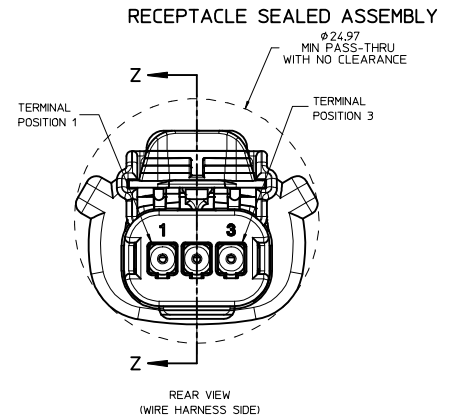 RECEPTACLE SEALED ASSEMBLY
⌀24.97
MIN PASS-THRU
WITH NO CLEARANCE
Z
TERMINAL
POSITION 1
TERMINAL
POSITION 3
1 3
Z
REAR VIEW
(WIRE HARNESS SIDE)